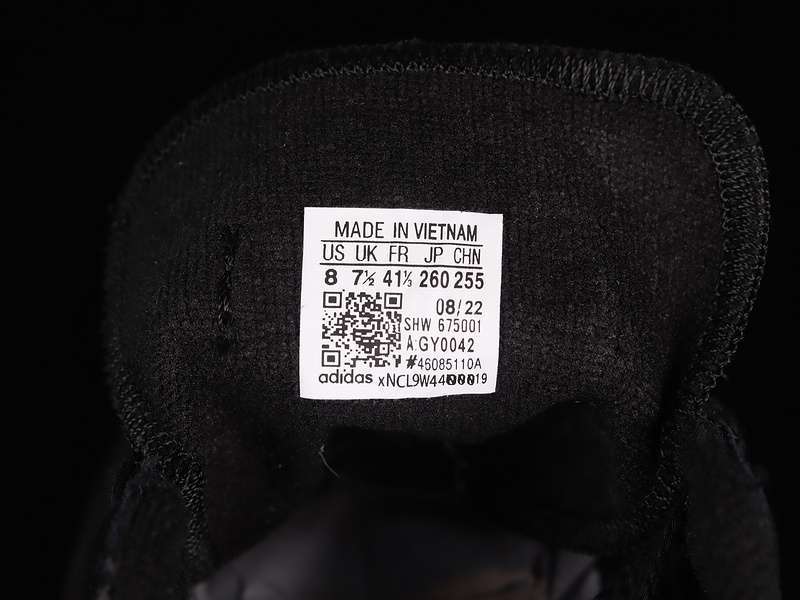 MADE IN VIETNAM
US UK FR JP CHN
8 7½ 41⅓ 260 255
08/22
SHW 675001
A:GY0042
#46085110A
adidas